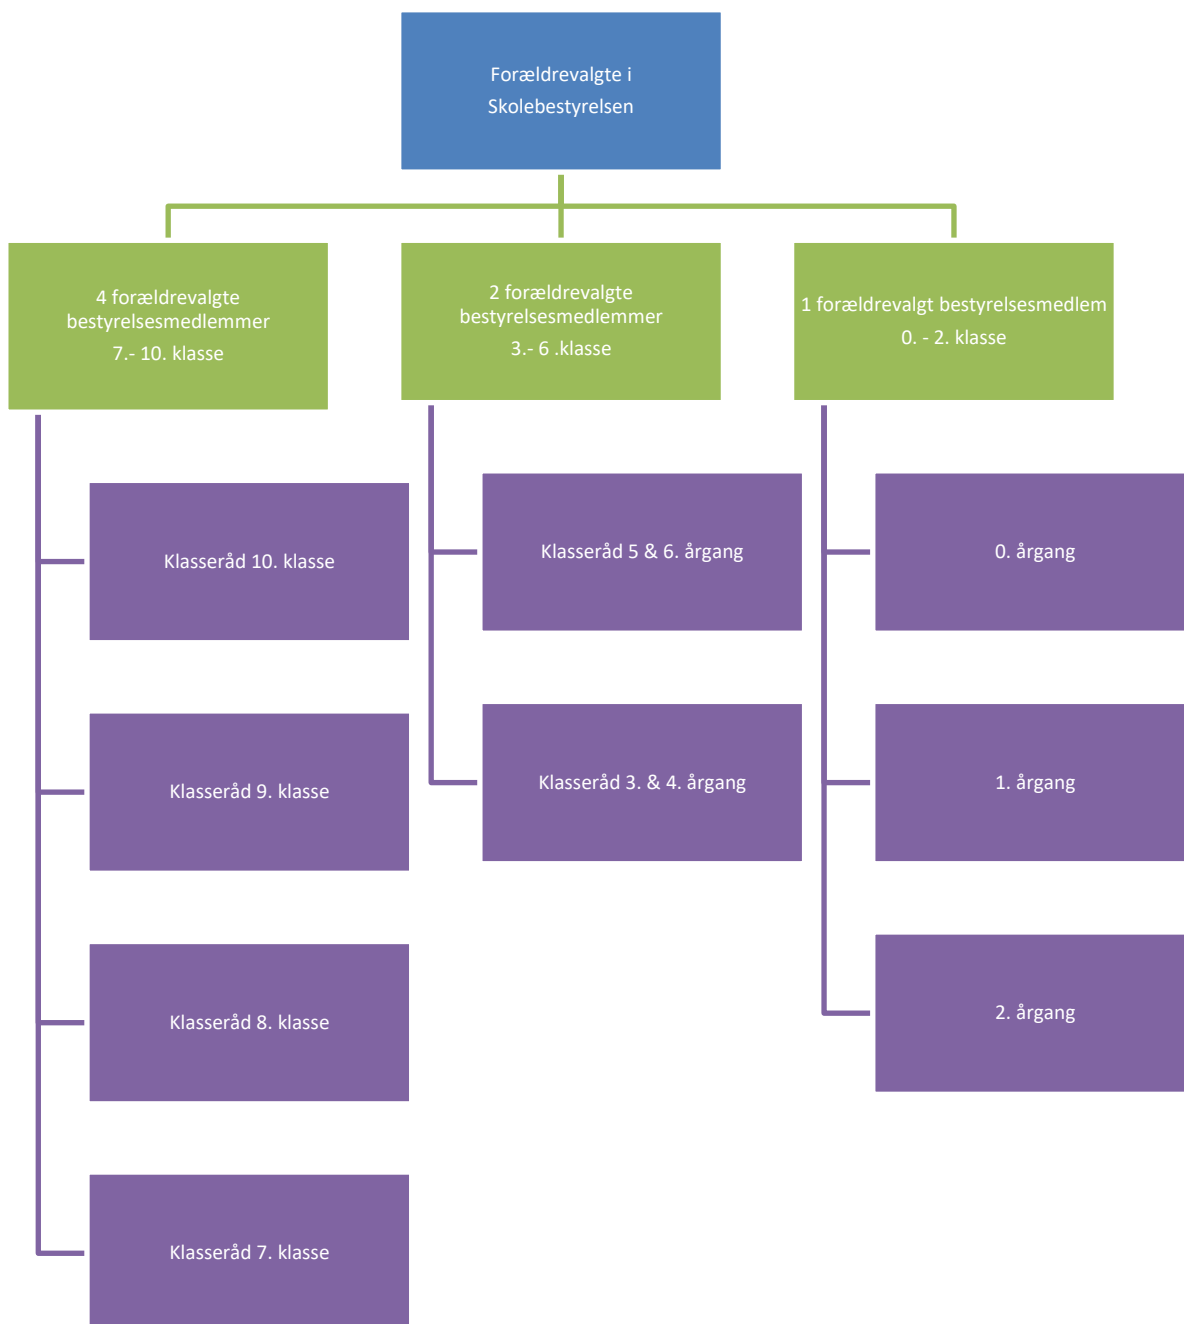 Forældrevalgte i
Skolebestyrelsen
4 forældrevalgte
bestyrelsesmedlemmer
7.- 10. klasse
2 forældrevalgte
bestyrelsesmedlemmer
3.- 6 .klasse
1 forældrevalgt bestyrelsesmedlem
0. - 2. klasse
Klasseråd 10. klasse
Klasseråd 9. klasse
Klasseråd 8. klasse
Klasseråd 7. klasse
Klasseråd 5 & 6. årgang
Klasseråd 3. & 4. årgang
0. årgang
1. årgang
2. årgang